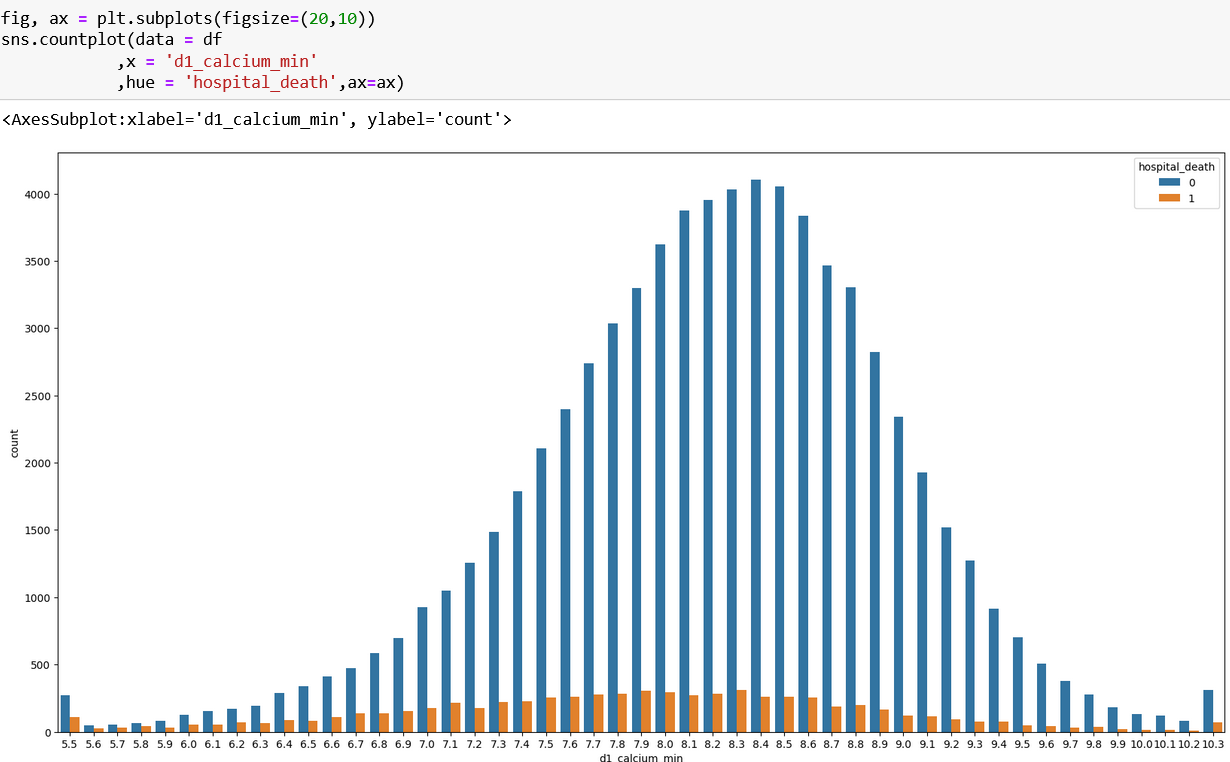 fig, ax = plt.subplots(figsize=(20,10))
sns.countplot(data = df
,x = 'd1_calcium_min'
,hue = 'hospital_death',ax=ax)
<AxesSubplot:xlabel='d1_calcium_min', ylabel='count'>
hospital_death
0
1
4000
3500
3000
2500
2000
1500
1000
500
0
count
5.5 5.6 5.7 5.8 5.9 6.0 6.1 6.2 6.3 6.4 6.5 6.6 6.7 6.8 6.9 7.0 7.1 7.2 7.3 7.4 7.5 7.6 7.7 7.8 7.9 8.0 8.1 8.2 8.3 8.4 8.5 8.6 8.7 8.8 8.9 9.0 9.1 9.2 9.3 9.4 9.5 9.6 9.7 9.8 9.9 10.0 10.1 10.2 10.3
d1_calcium_min